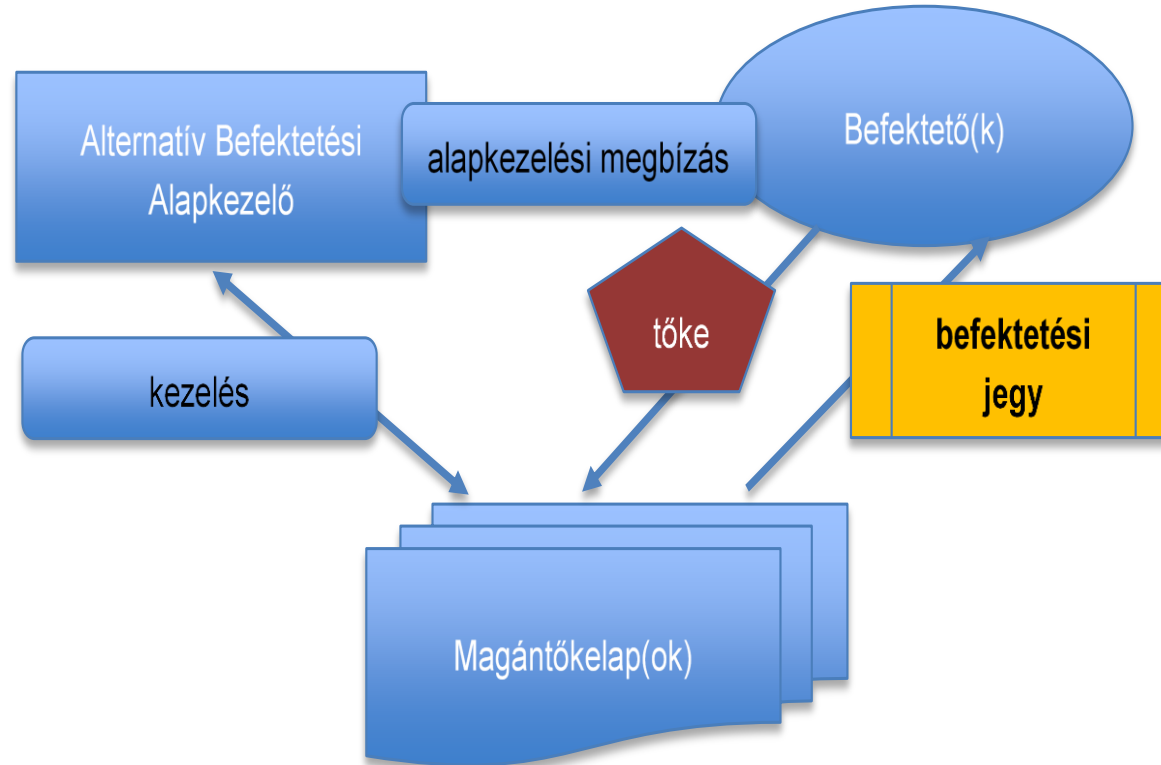 Alternatív Befektetési
Alapkezelő
alapkezelési megbízás
Befektető(k)
tőke
befektetési
jegy
kezelés
Magántőkelap(ok)